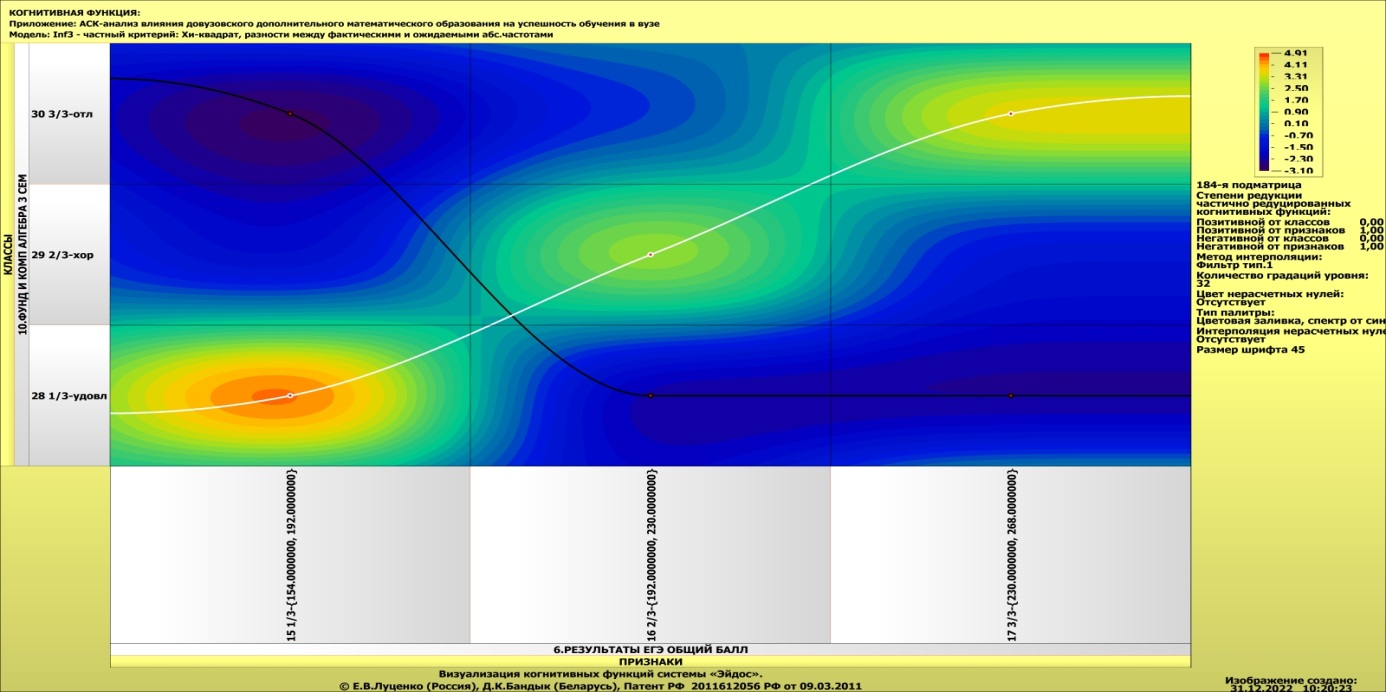 КОГНИТИВНАЯ ФУНКЦИЯ:
Приложение: АСК-анализ влияния довузовского дополнительного математического образования на успешность обучения в вузе
Модель: Inf3 - частный критерий: Хи-квадрат, разности между фактическими и ожидаемыми абс.частотами
КЛАССЫ
10.ФУНД И КОМП АЛГЕБРА 3 СЕМ
30 3/3-отл
29 2/3-хор
28 1/3-удовл
15 1/3-{154.0000000, 192.0000000}
16 2/3-{192.0000000, 230.0000000}
17 3/3-{230.0000000, 268.0000000}
6.РЕЗУЛЬТАТЫ ЕГЭ ОБЩИЙ БАЛЛ
ПРИЗНАКИ
4.91
4.11
3.31
2.50
1.70
0.90
0.10
-0.70
-1.50
-2.30
-3.10
184-я подматрица
Степени редукции
частично редуцированных
когнитивных функций:
Позитивной от классов 0,00
Позитивной от признаков 1,00
Негативной от классов 0,00
Негативной от признаков 1,00
Метод интерполяции:
Фильтр тип.1
Количество градаций уровня:
32
Цвет нерасчетных нулей:
Отсутствует
Тип палитры:
Цветовая заливка, спектр от син
Интерполяция нерасчетных нуле
Отсутствует
Размер шрифта 45
Визуализация когнитивных функций системы «Эйдос».
© Е.В.Луценко (Россия), Д.К.Бандык (Беларусь), Патент РФ 2011612056 РФ от 09.03.2011
Изображение создано:
31.12.2022 10:20:23